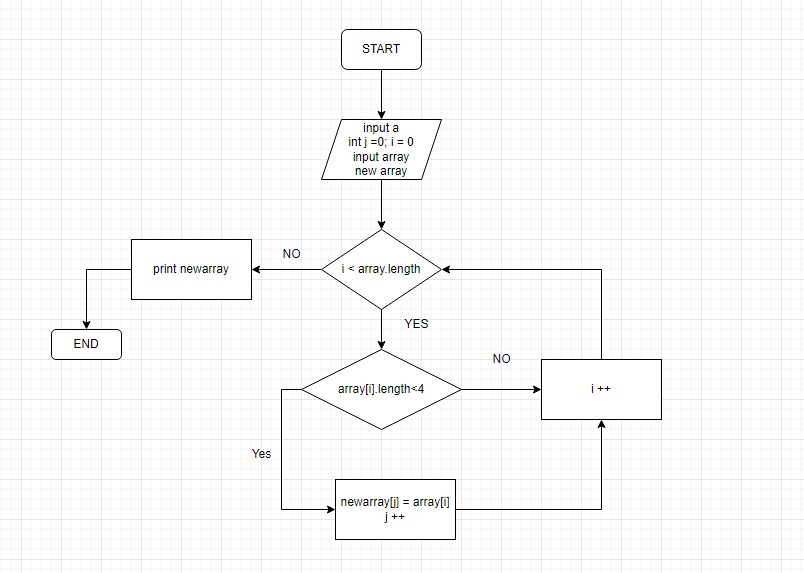 START
input a
int j =0; i = 0
input array
new array
NO
print newarray
i < array.length
END
YES
NO
array[i].length<4
i ++
Yes
newarray[j] = array[i]
j ++